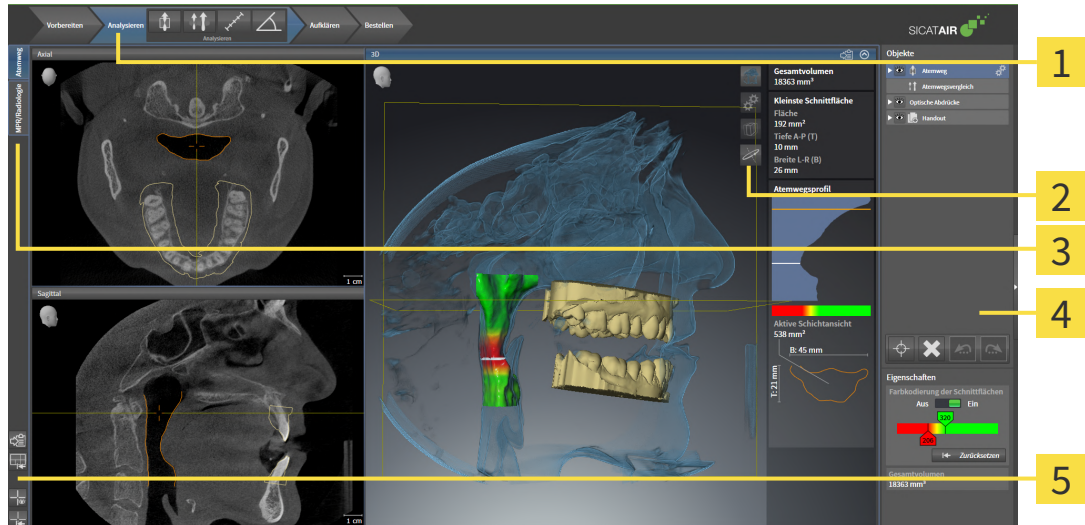 Vorbereiten
Analysieren
Analysieren
Aufklären
Bestellen
SICATAIR
1
Atemweg
MPR/Radiologie
Axial
1 cm
Sagittal
1 cm
3D
Gesamtvolumen
18363 mm³
Kleinste Schnittfläche
Fläche
192 mm²
Tiefe A-P (T)
10 mm
Breite L-R (B)
26 mm
Atemwegsprofil
Aktive Schichtansicht
538 mm²
B: 45 mm
T: 21 mm
Objekte
Atemweg
Atemwegsvergleich
Optische Abdrücke
Handout
2
3
4
Eigenschaften
Farbkodierung der Schnittflächen
Aus
Ein
320
200
Zurücksetzen
Gesamtvolumen
18363 mm³
5